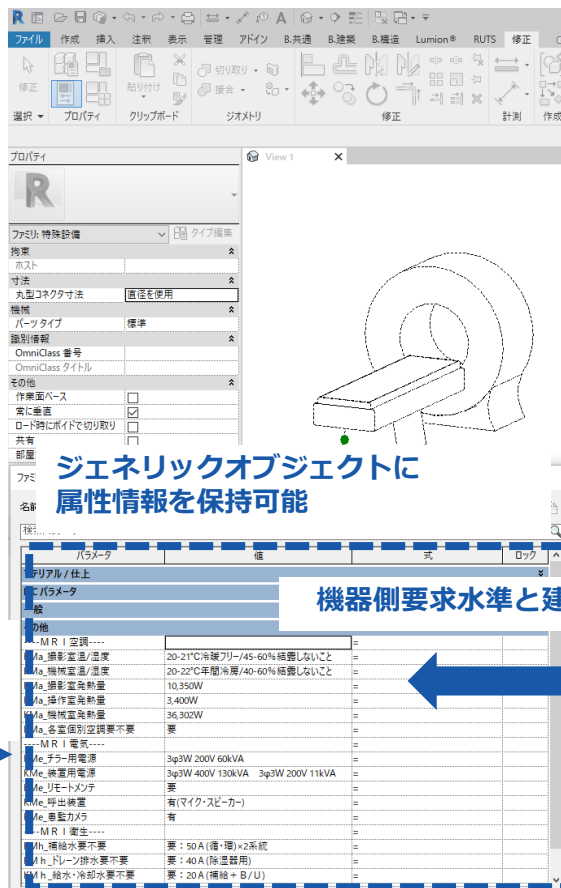 ファイル 作成 挿入 注釈 表示 管理 アドイン B.共通 B.建築 B.構造 Lumion® RUTS 修正
修正 貼り付け 切り取り 接合
選択 プロパティ クリップボード ジオメトリ 修正 計測 作成
プロパティ
View 1
R
ファミリ: 特殊設備 タイプ編集
拘束
ホスト
寸法
丸型コネクタ寸法 直径を使用
機械
パーツ タイプ 標準
識別情報
OmniClass 番号
OmniClass タイトル
その他
作業面ベース
常に垂直
ロード時にボイドで切り取り
共有
部屋
ジェネリックオブジェクトに
属性情報を保持可能
パラメータ 値 式 ロック
マテリアル / 仕上
パラメータ
機器側要求水準と建
----ＭＲＩ空調---- =
KMa_撮影室温/湿度 20-21℃冷暖フリー/45-60％結露しないこと =
KMa_機械室温/湿度 20-22℃年間冷房/40-60％結露しないこと =
KMa_撮影室発熱量 10,350W =
KMa_操作室発熱量 3,400W =
KMa_機械室発熱量 36,302W =
KMa_各室個別空調要不要 要 =
----ＭＲＩ電気---- =
KMe_チラー用電源 3φ3W 200V 60kVA =
KMe_装置用電源 3φ3W 400V 130kVA 3φ3W 200V 11kVA =
KMe_リモートメンテ 要 =
KMe_呼出装置 有(マイク・スピーカー) =
KMe_患監カメラ 有 =
----ＭＲＩ衛生---- =
KMh_補給水要不要 要：50Ａ(循・環)×2系統 =
KMｈ_ドレーン排水要不要 要：40Ａ(除湿器用) =
KMｈ_給水・冷却水要不要 要：20Ａ(補給＋Ｂ/Ｕ) =